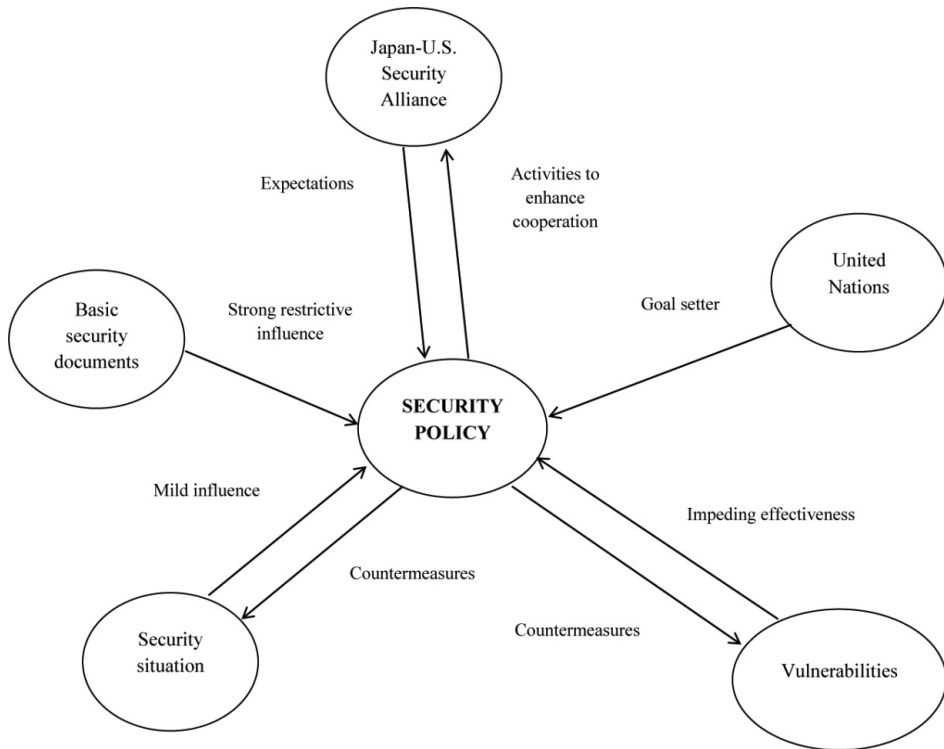 Japan-U.S.
Security
Alliance
Expectations
Activities to
enhance
cooperation
United
Nations
Goal setter
Basic
security
documents
Strong restrictive
influence
SECURITY
POLICY
Mild influence
Impeding effectiveness
Countermeasures
Countermeasures
Security
situation
Vulnerabilities